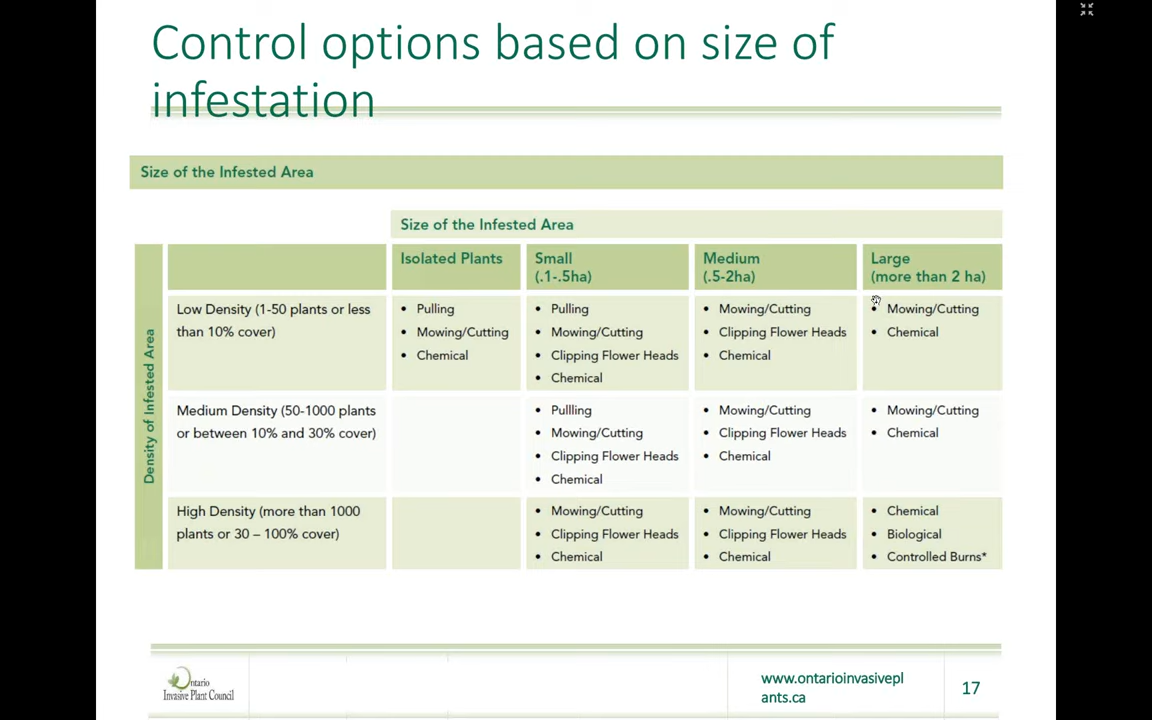 Control options based on size of
infestation
Size of the Infested Area
Size of the Infested Area
Density of Infested Area
Isolated Plants
Small
(.1-.5ha)
Medium
(.5-2ha)
Large
(more than 2 ha)
Low Density (1-50 plants or less
than 10% cover)
• Pulling
• Mowing/Cutting
• Chemical
• Pulling
• Mowing/Cutting
• Clipping Flower Heads
• Chemical
• Mowing/Cutting
• Clipping Flower Heads
• Chemical
• Mowing/Cutting
• Chemical
Medium Density (50-1000 plants
or between 10% and 30% cover)
• Pullling
• Mowing/Cutting
• Clipping Flower Heads
• Chemical
• Mowing/Cutting
• Clipping Flower Heads
• Chemical
• Mowing/Cutting
• Chemical
High Density (more than 1000
plants or 30 – 100% cover)
• Mowing/Cutting
• Clipping Flower Heads
• Chemical
• Mowing/Cutting
• Clipping Flower Heads
• Chemical
• Chemical
• Biological
• Controlled Burns*
Ontario
Invasive Plant Council
www.ontarioinvasivepl
ants.ca
17